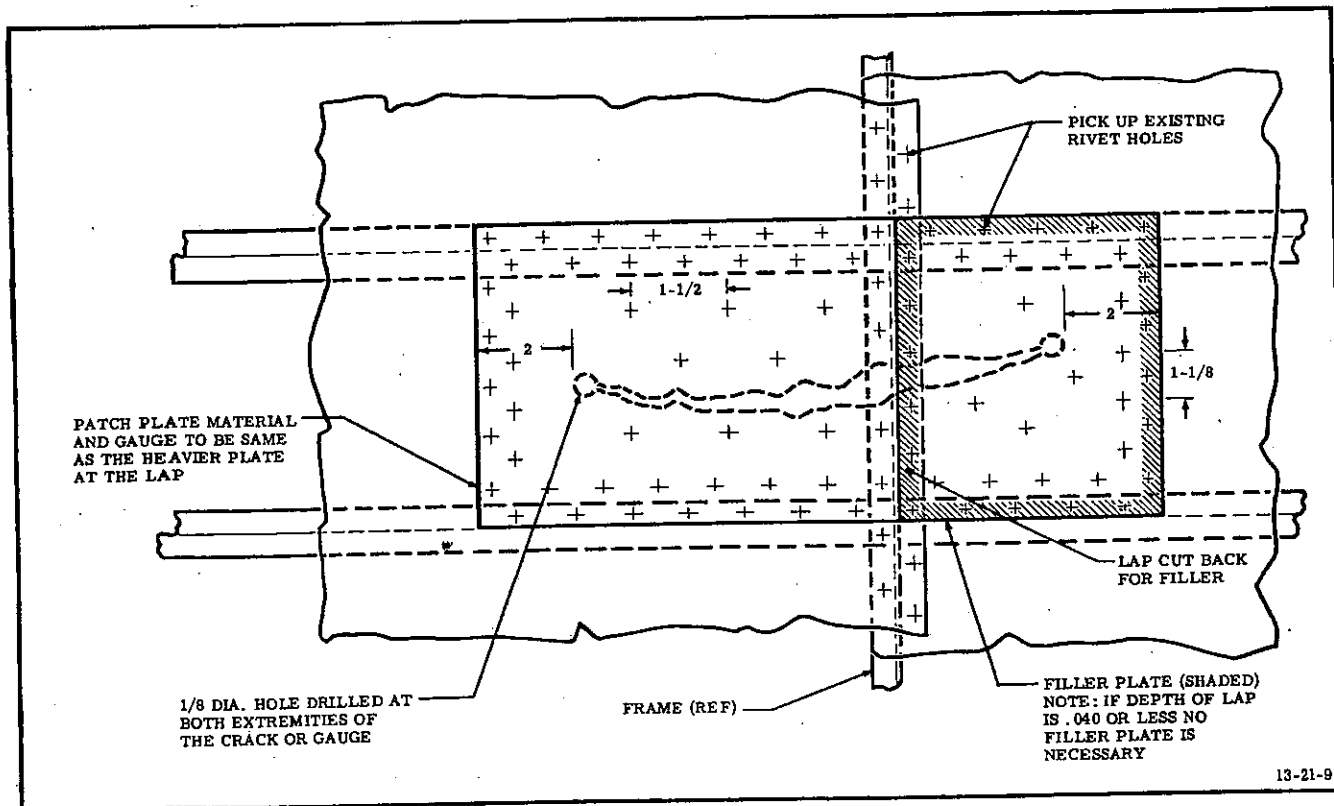 PICK UP EXISTING
RIVET HOLES
1-1/2
2
2
1-1/8
PATCH PLATE MATERIAL
AND GAUGE TO BE SAME
AS THE HEAVIER PLATE
AT THE LAP
LAP CUT BACK
FOR FILLER
1/8 DIA. HOLE DRILLED AT
BOTH EXTREMITIES OF
THE CRACK OR GAUGE
FRAME (REF)
FILLER PLATE (SHADED)
NOTE: IF DEPTH OF LAP
IS .040 OR LESS NO
FILLER PLATE IS
NECESSARY
13-21-9